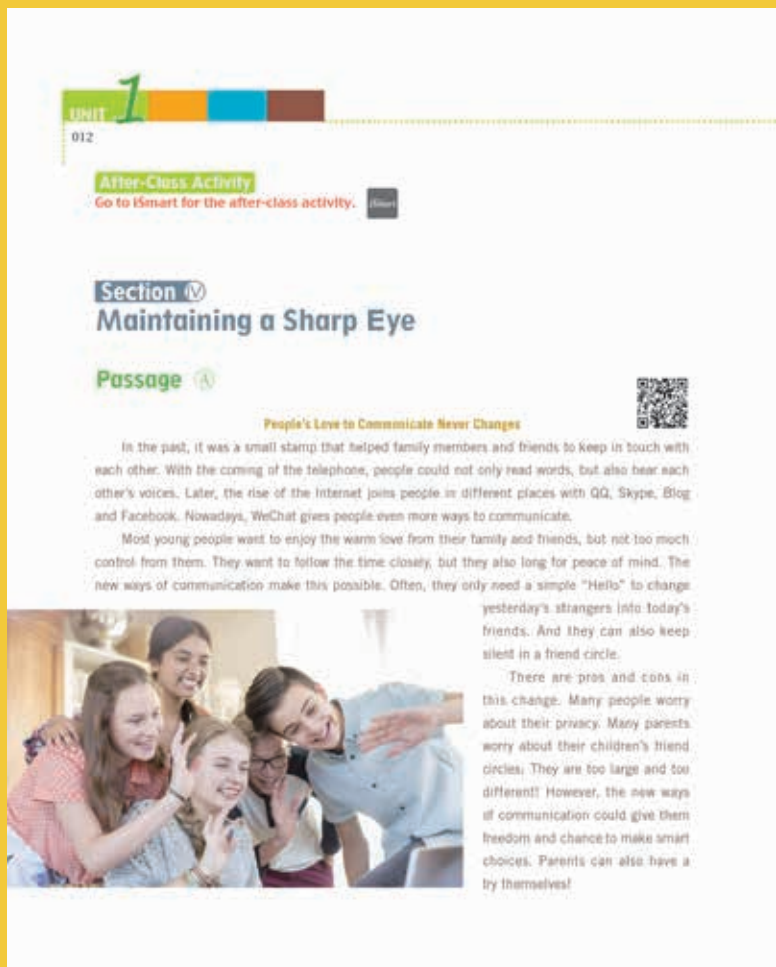 UNIT 1
012
After-Class Activity
Go to iSmart for the after-class activity.
iSmart
Section Ⅳ
Maintaining a Sharp Eye
Passage Ⓐ
People's Love to Communicate Never Changes
In the past, it was a small stamp that helped family members and friends to keep in touch with
each other. With the coming of the telephone, people could not only read words, but also hear each
other's voices. Later, the rise of the Internet joins people in different places with QQ, Skype, Blog
and Facebook. Nowadays, WeChat gives people even more ways to communicate.
Most young people want to enjoy the warm love from their family and friends, but not too much
control from them. They want to follow the time closely, but they also long for peace of mind. The
new ways of communication make this possible. Often, they only need a simple "Hello" to change
yesterday's strangers into today's
friends. And they can also keep
silent in a friend circle.
There are pros and cons in
this change. Many people worry
about their privacy. Many parents
worry about their children's friend
circles: They are too large and too
different! However, the new ways
of communication could give them
freedom and chance to make smart
choices. Parents can also have a
try themselves!